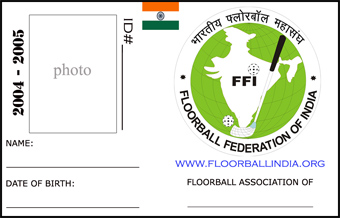 2004 - 2005
photo
ID#
भारतीय फ्लोरबॉल महासंघ
FFI
FLOORBALL FEDERATION OF INDIA
NAME:
WWW.FLOORBALLINDIA.ORG
DATE OF BIRTH:
FLOORBALL ASSOCIATION OF